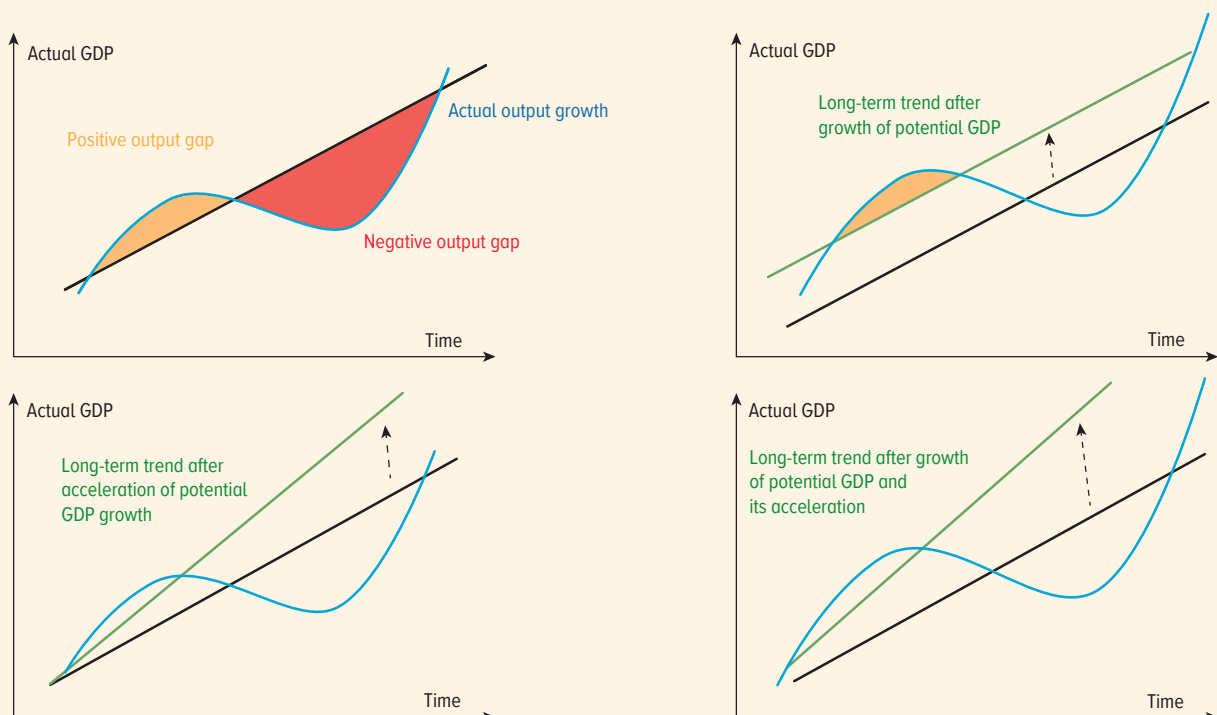 Actual GDP
Positive output gap
Actual output growth
Negative output gap
Time
Actual GDP
Long-term trend after
growth of potential GDP
Time
Actual GDP
Long-term trend after
acceleration of potential
GDP growth
Time
Actual GDP
Long-term trend after growth
of potential GDP and
its acceleration
Time